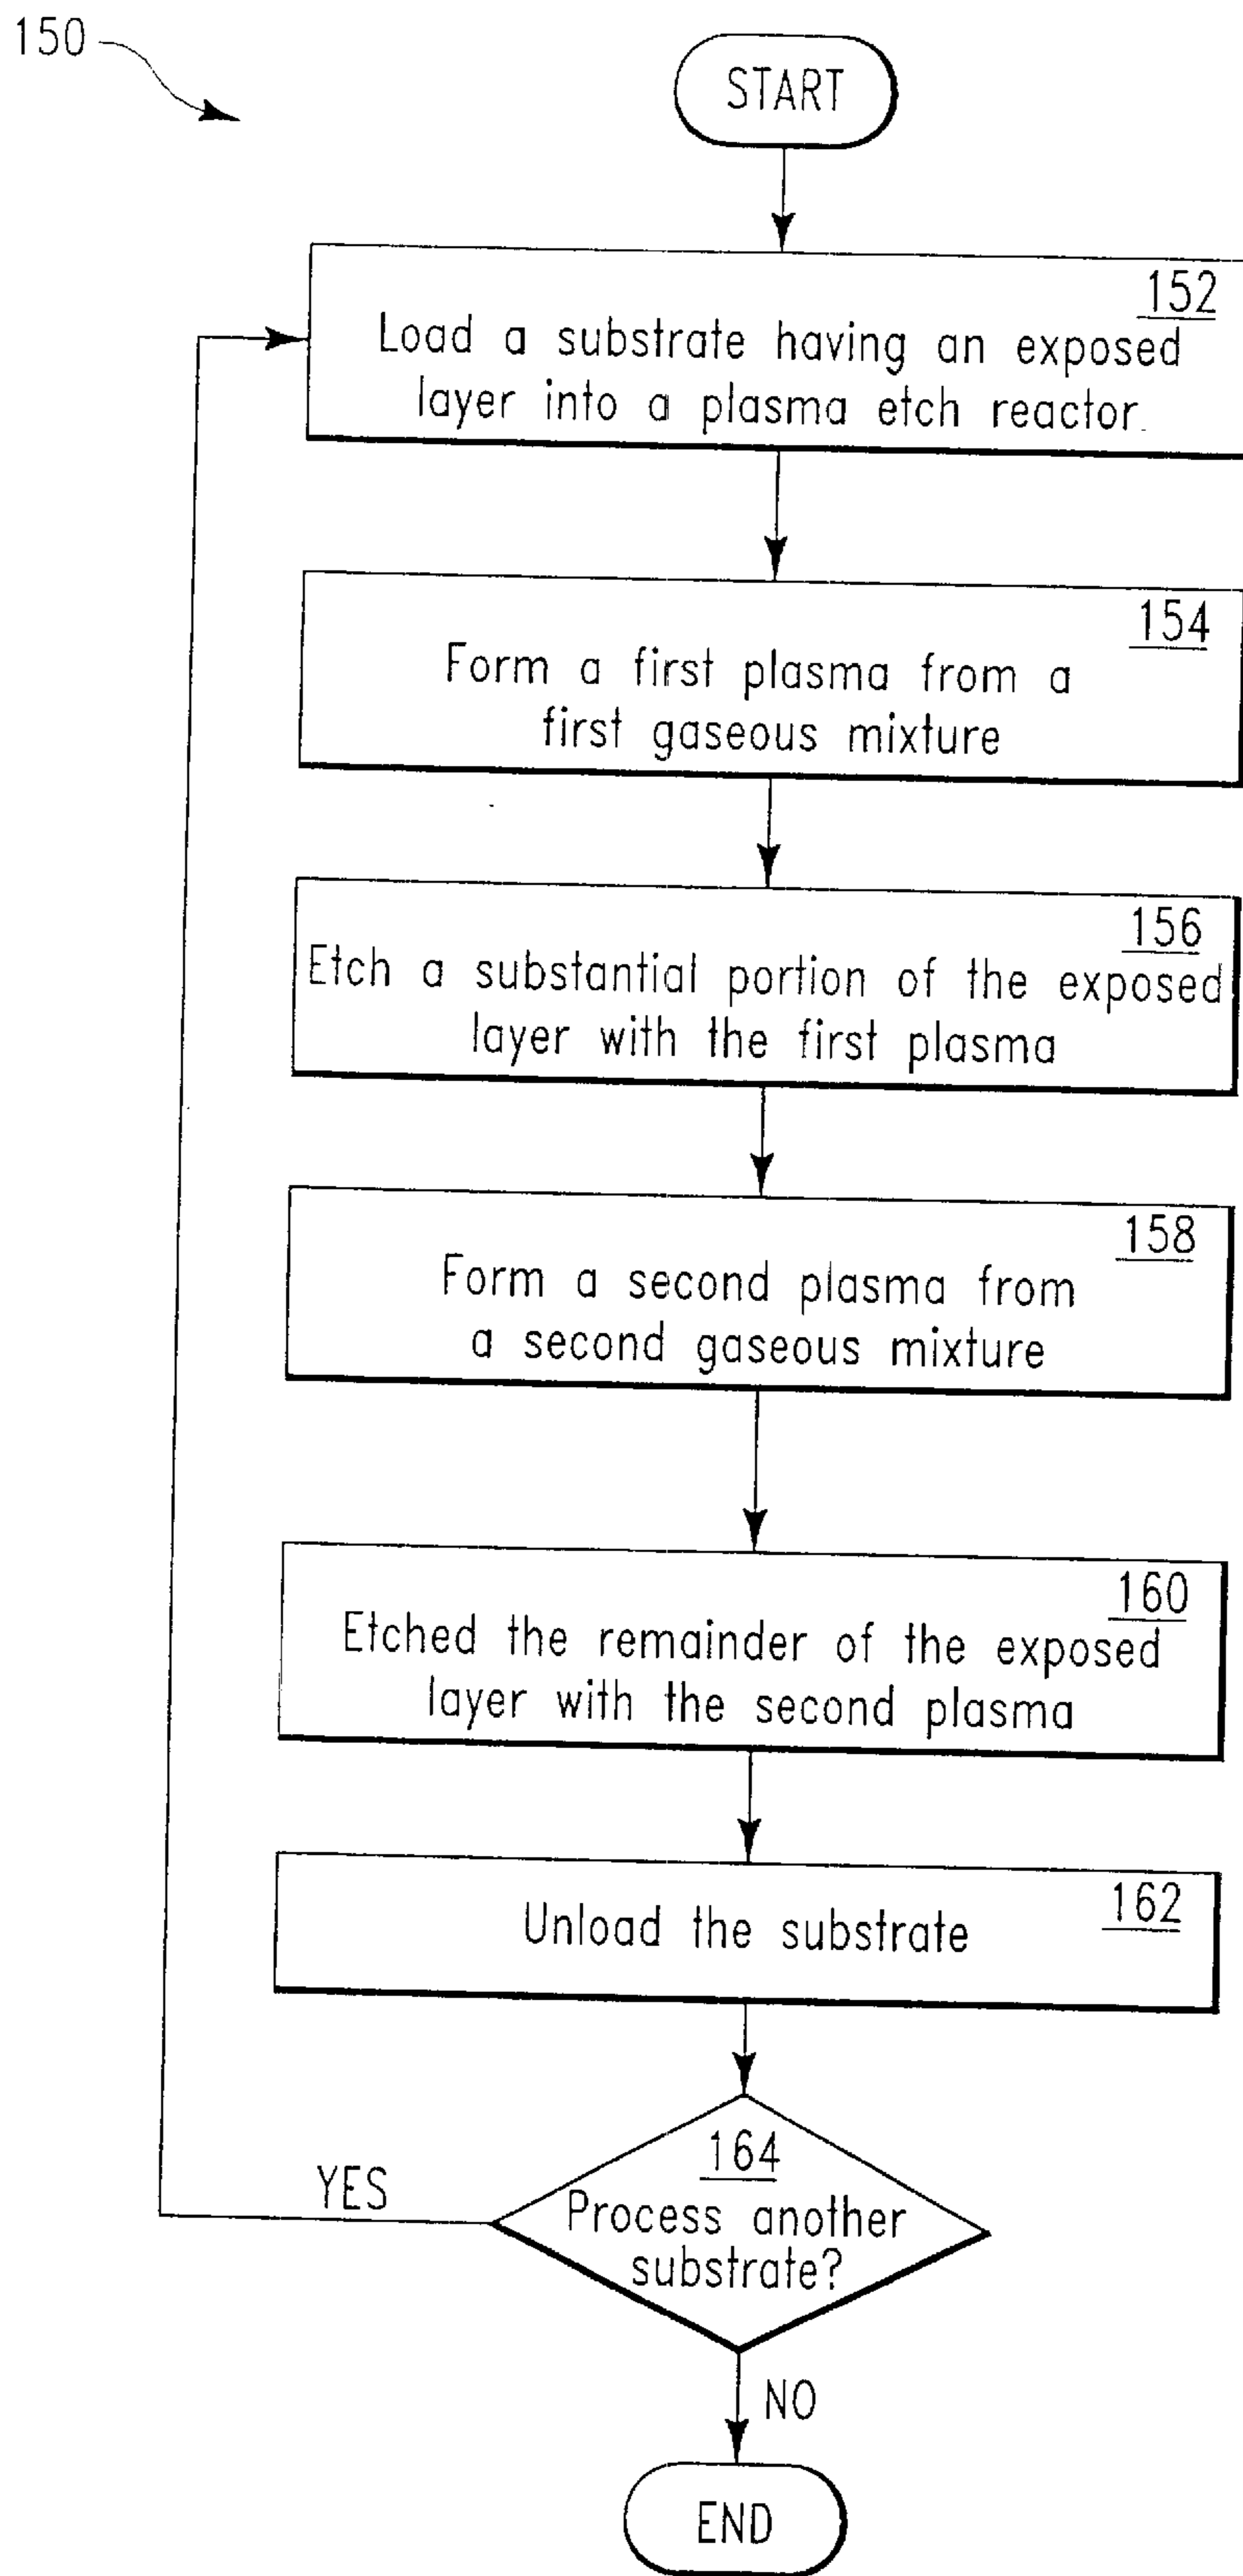 150
START
152
Load a substrate having an exposed
layer into a plasma etch reactor.
154
Form a first plasma from a
first gaseous mixture
156
Etch a substantial portion of the exposed
layer with the first plasma
158
Form a second plasma from
a second gaseous mixture
160
Etched the remainder of the exposed
layer with the second plasma
162
Unload the substrate
164
Process another
substrate?
YES
NO
END